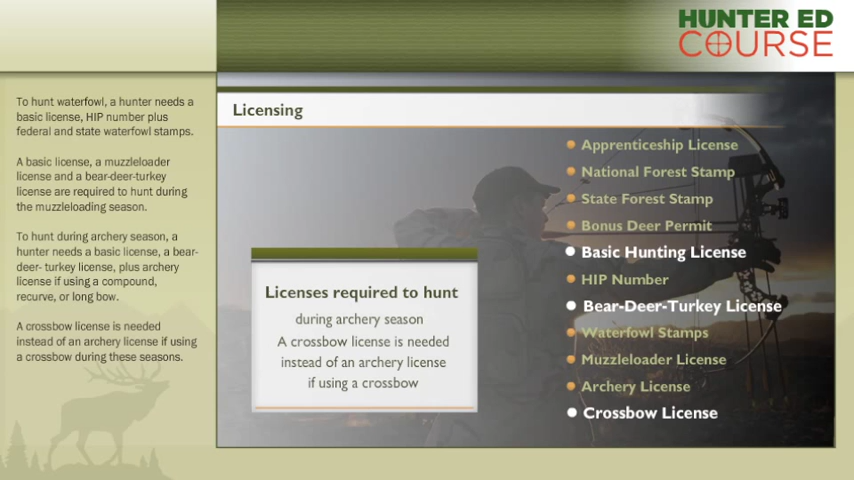 HUNTER ED
COURSE
To hunt waterfowl, a hunter needs a
basic license, HIP number plus
federal and state waterfowl stamps.
A basic license, a muzzleloader
license and a bear-deer-turkey
license are required to hunt during
the muzzleloading season.
To hunt during archery season, a
hunter needs a basic license, a bear-
deer- turkey license, plus archery
license if using a compound,
recurve, or long bow.
A crossbow license is needed
instead of an archery license if using
a crossbow during these seasons.
Licensing
Licenses required to hunt
during archery season
A crossbow license is needed
instead of an archery license
if using a crossbow
Apprenticeship License
National Forest Stamp
State Forest Stamp
Bonus Deer Permit
Basic Hunting License
HIP Number
Bear-Deer-Turkey License
Waterfowl Stamps
Muzzleloader License
Archery License
Crossbow License